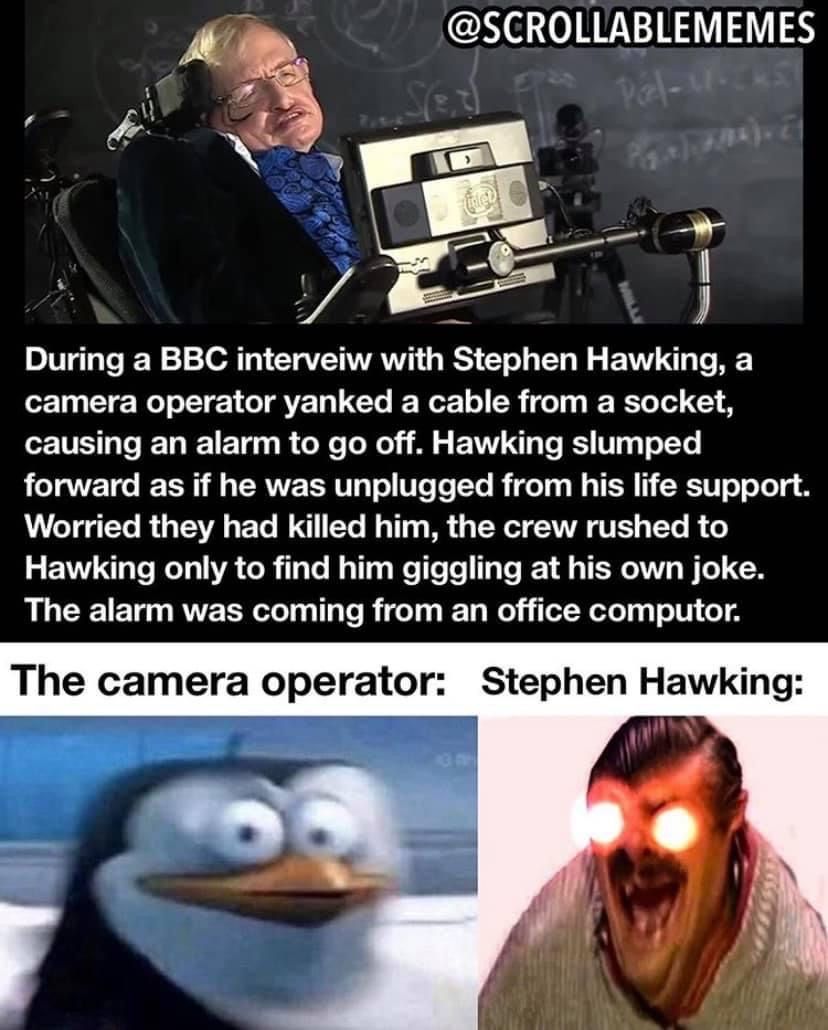 @SCROLLABLEMEMES
intel
During a BBC interveiw with Stephen Hawking, a
camera operator yanked a cable from a socket,
causing an alarm to go off. Hawking slumped
forward as if he was unplugged from his life support.
Worried they had killed him, the crew rushed to
Hawking only to find him giggling at his own joke.
The alarm was coming from an office computor.
The camera operator:
Stephen Hawking: